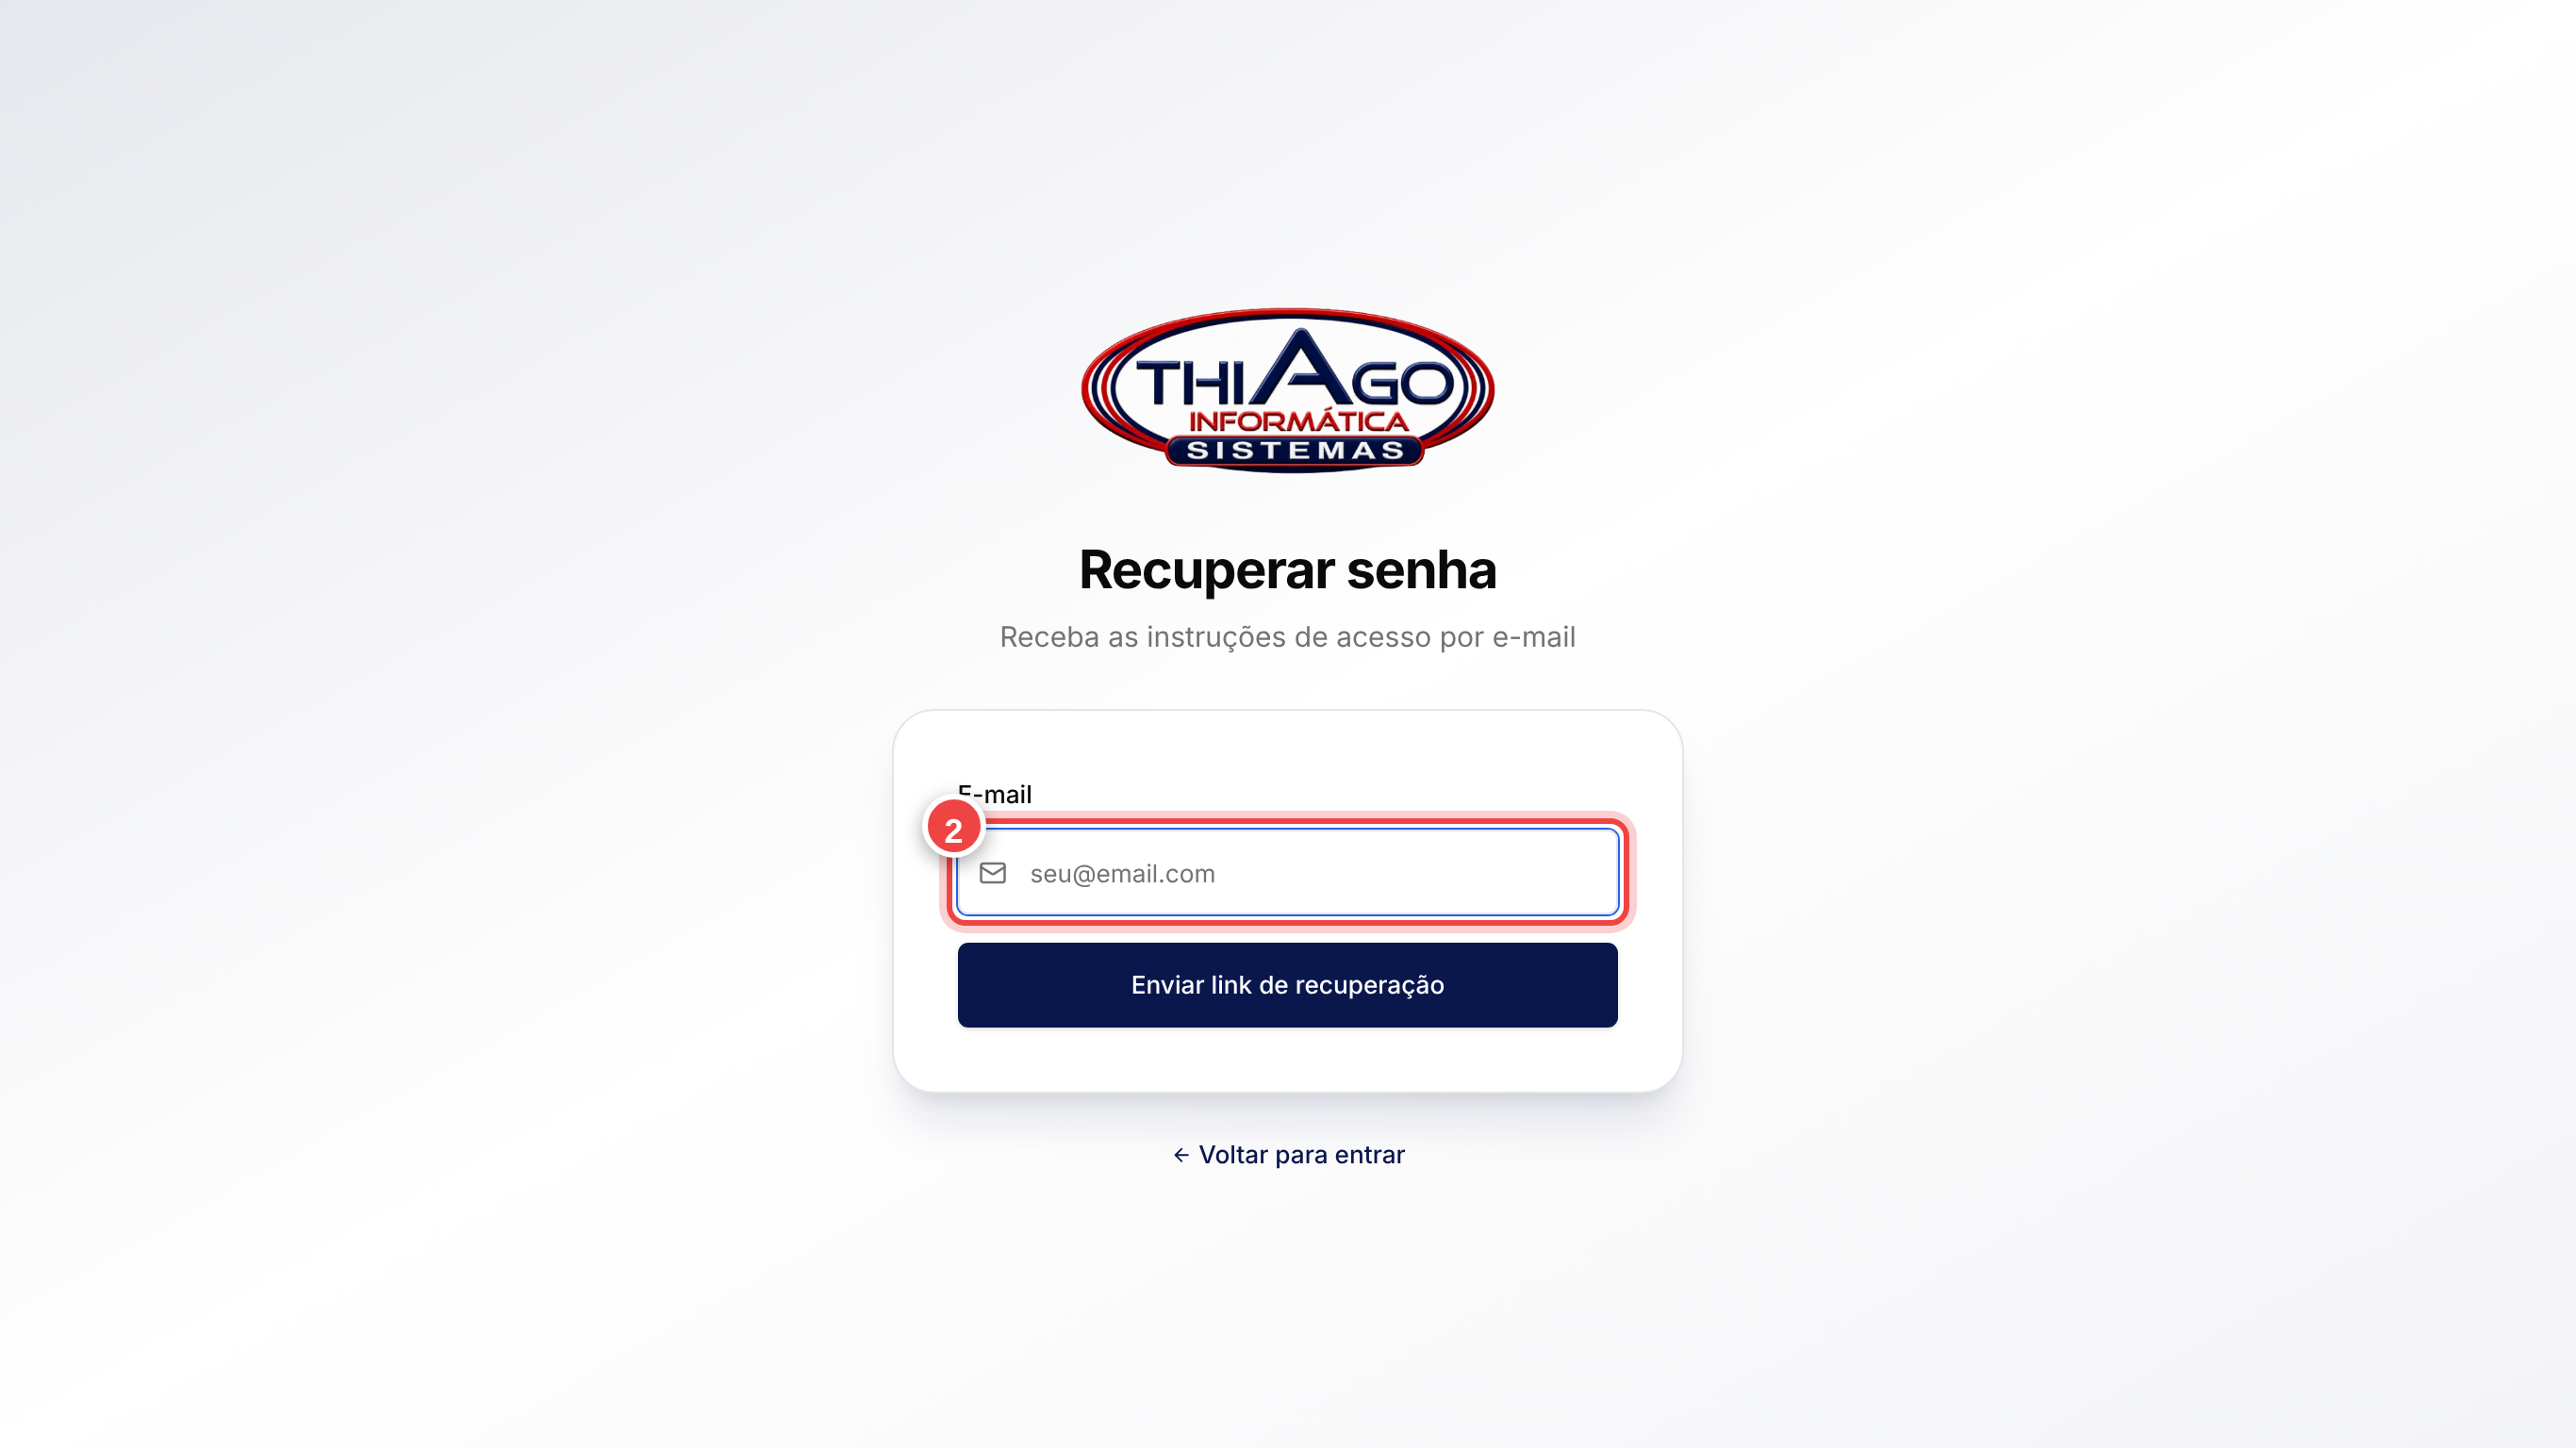 THIAGO
INFORMÁTICA
SISTEMAS
Recuperar senha
Receba as instruções de acesso por e-mail
E-mail
2
seu@email.com
Enviar link de recuperação
← Voltar para entrar